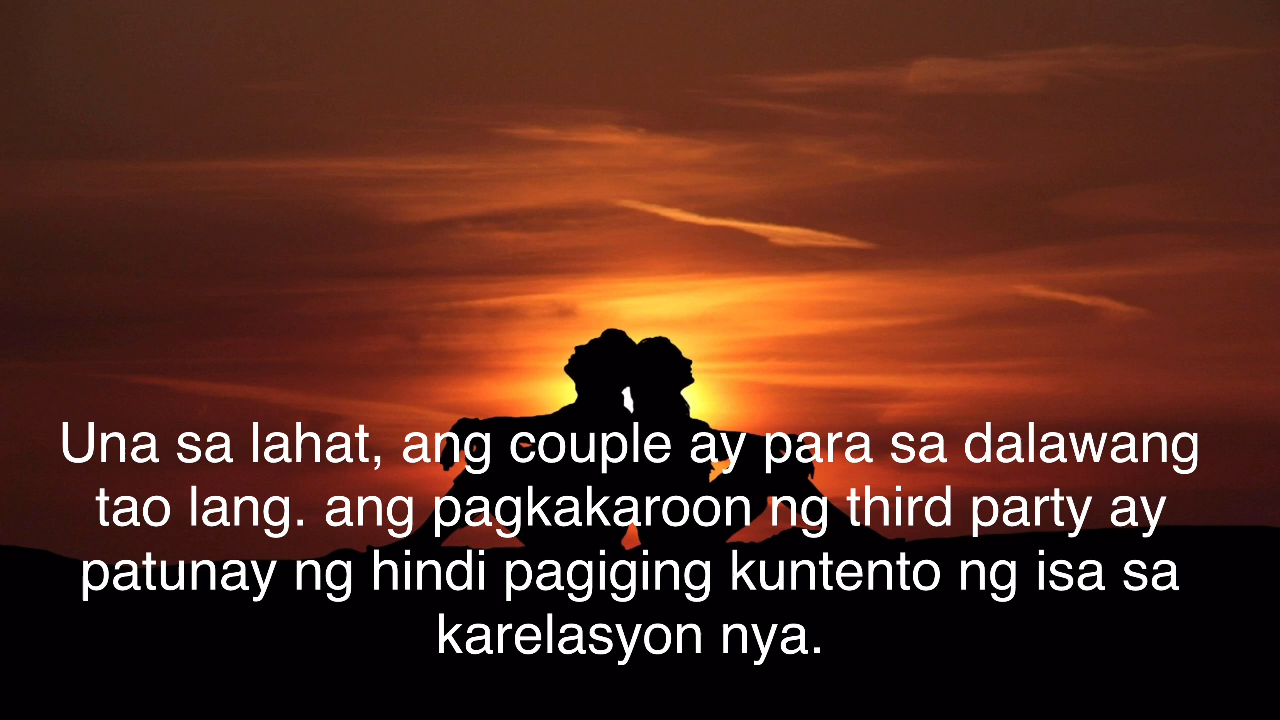 Una sa lahat, ang couple ay para sa dalawang
tao lang. ang pagkakaroon ng third party ay
patunay ng hindi pagiging kuntento ng isa sa
karelasyon nya.